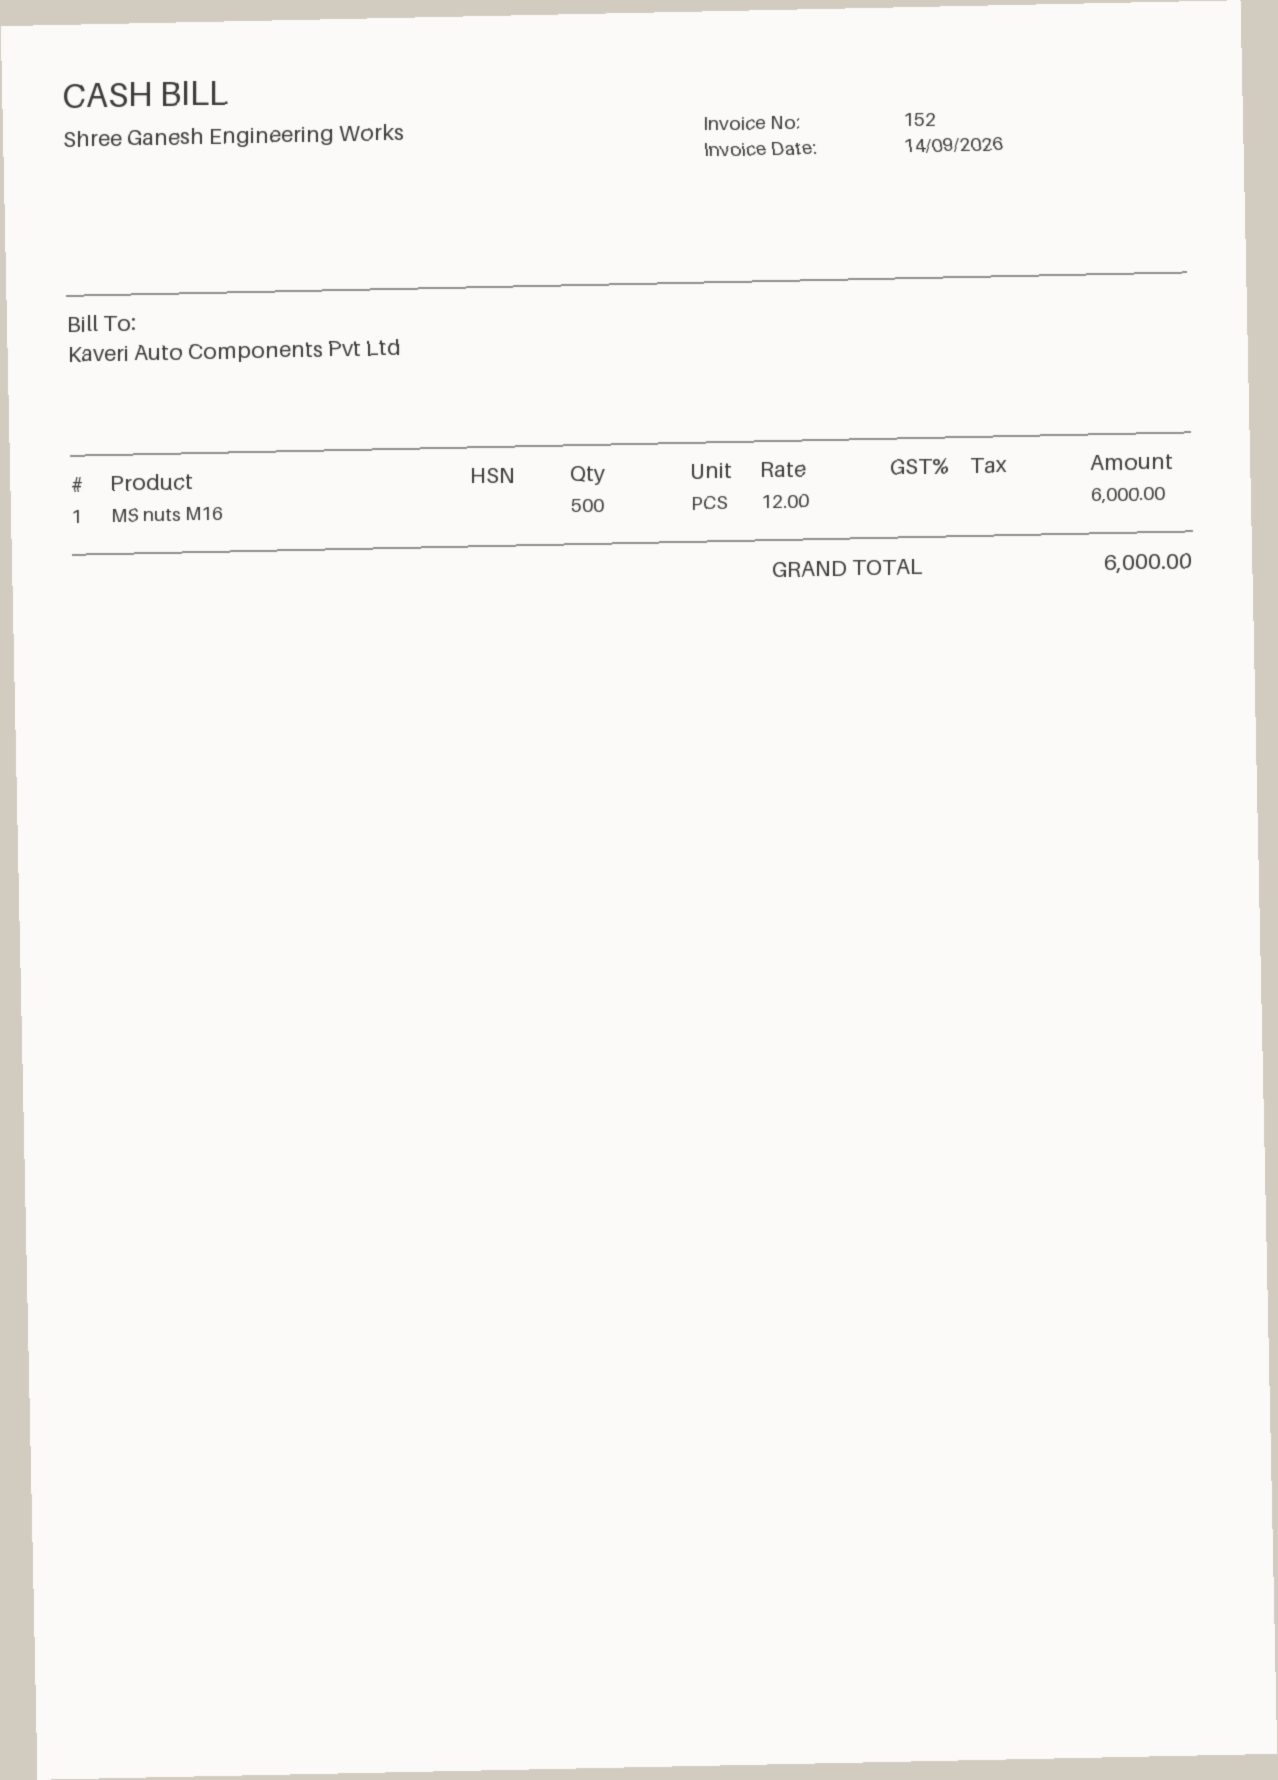 CASH BILL
Shree Ganesh Engineering Works
Invoice No: 152
Invoice Date: 14/09/2026
Bill To:
Kaveri Auto Components Pvt Ltd
# Product HSN Qty Unit Rate GST% Tax Amount
1 MS nuts M16 500 PCS 12.00 6,000.00
GRAND TOTAL 6,000.00